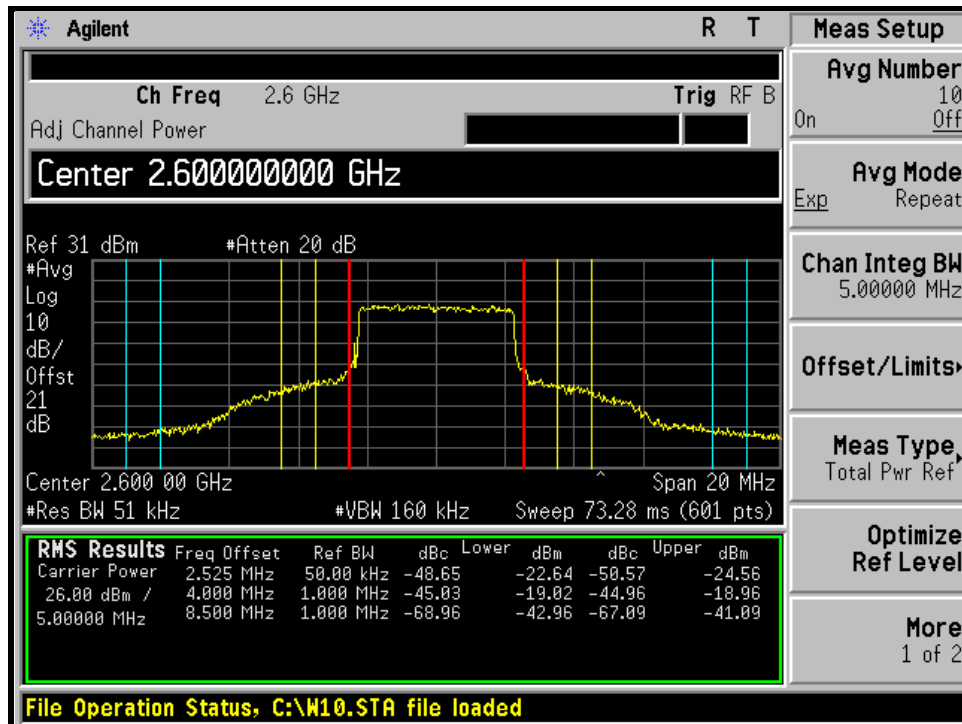 Agilent
R T
Ch Freq 2.6 GHz Trig RF B
Adj Channel Power
Center 2.600000000 GHz
Ref 31 dBm #Atten 20 dB
#Avg
Log
10
dB/
Offst
21
dB
Center 2.600 00 GHz Span 20 MHz
#Res BW 51 kHz #VBW 160 kHz Sweep 73.28 ms (601 pts)
RMS Results Freq Offset Ref BW dBc Lower dBm dBc Upper dBm
Carrier Power 2.525 MHz 50.00 kHz -48.65 -22.64 -50.57 -24.56
26.00 dBm / 4.000 MHz 1.000 MHz -45.03 -19.02 -44.96 -18.96
5.00000 MHz 8.500 MHz 1.000 MHz -68.96 -42.96 -67.09 -41.09
File Operation Status, C:\W10.STA file loaded
Meas Setup
Avg Number
10
On Off
Avg Mode
Exp Repeat
Chan Integ BW
5.00000 MHz
Offset/Limits
Meas Type
Total Pwr Ref
Optimize
Ref Level
More
1 of 2